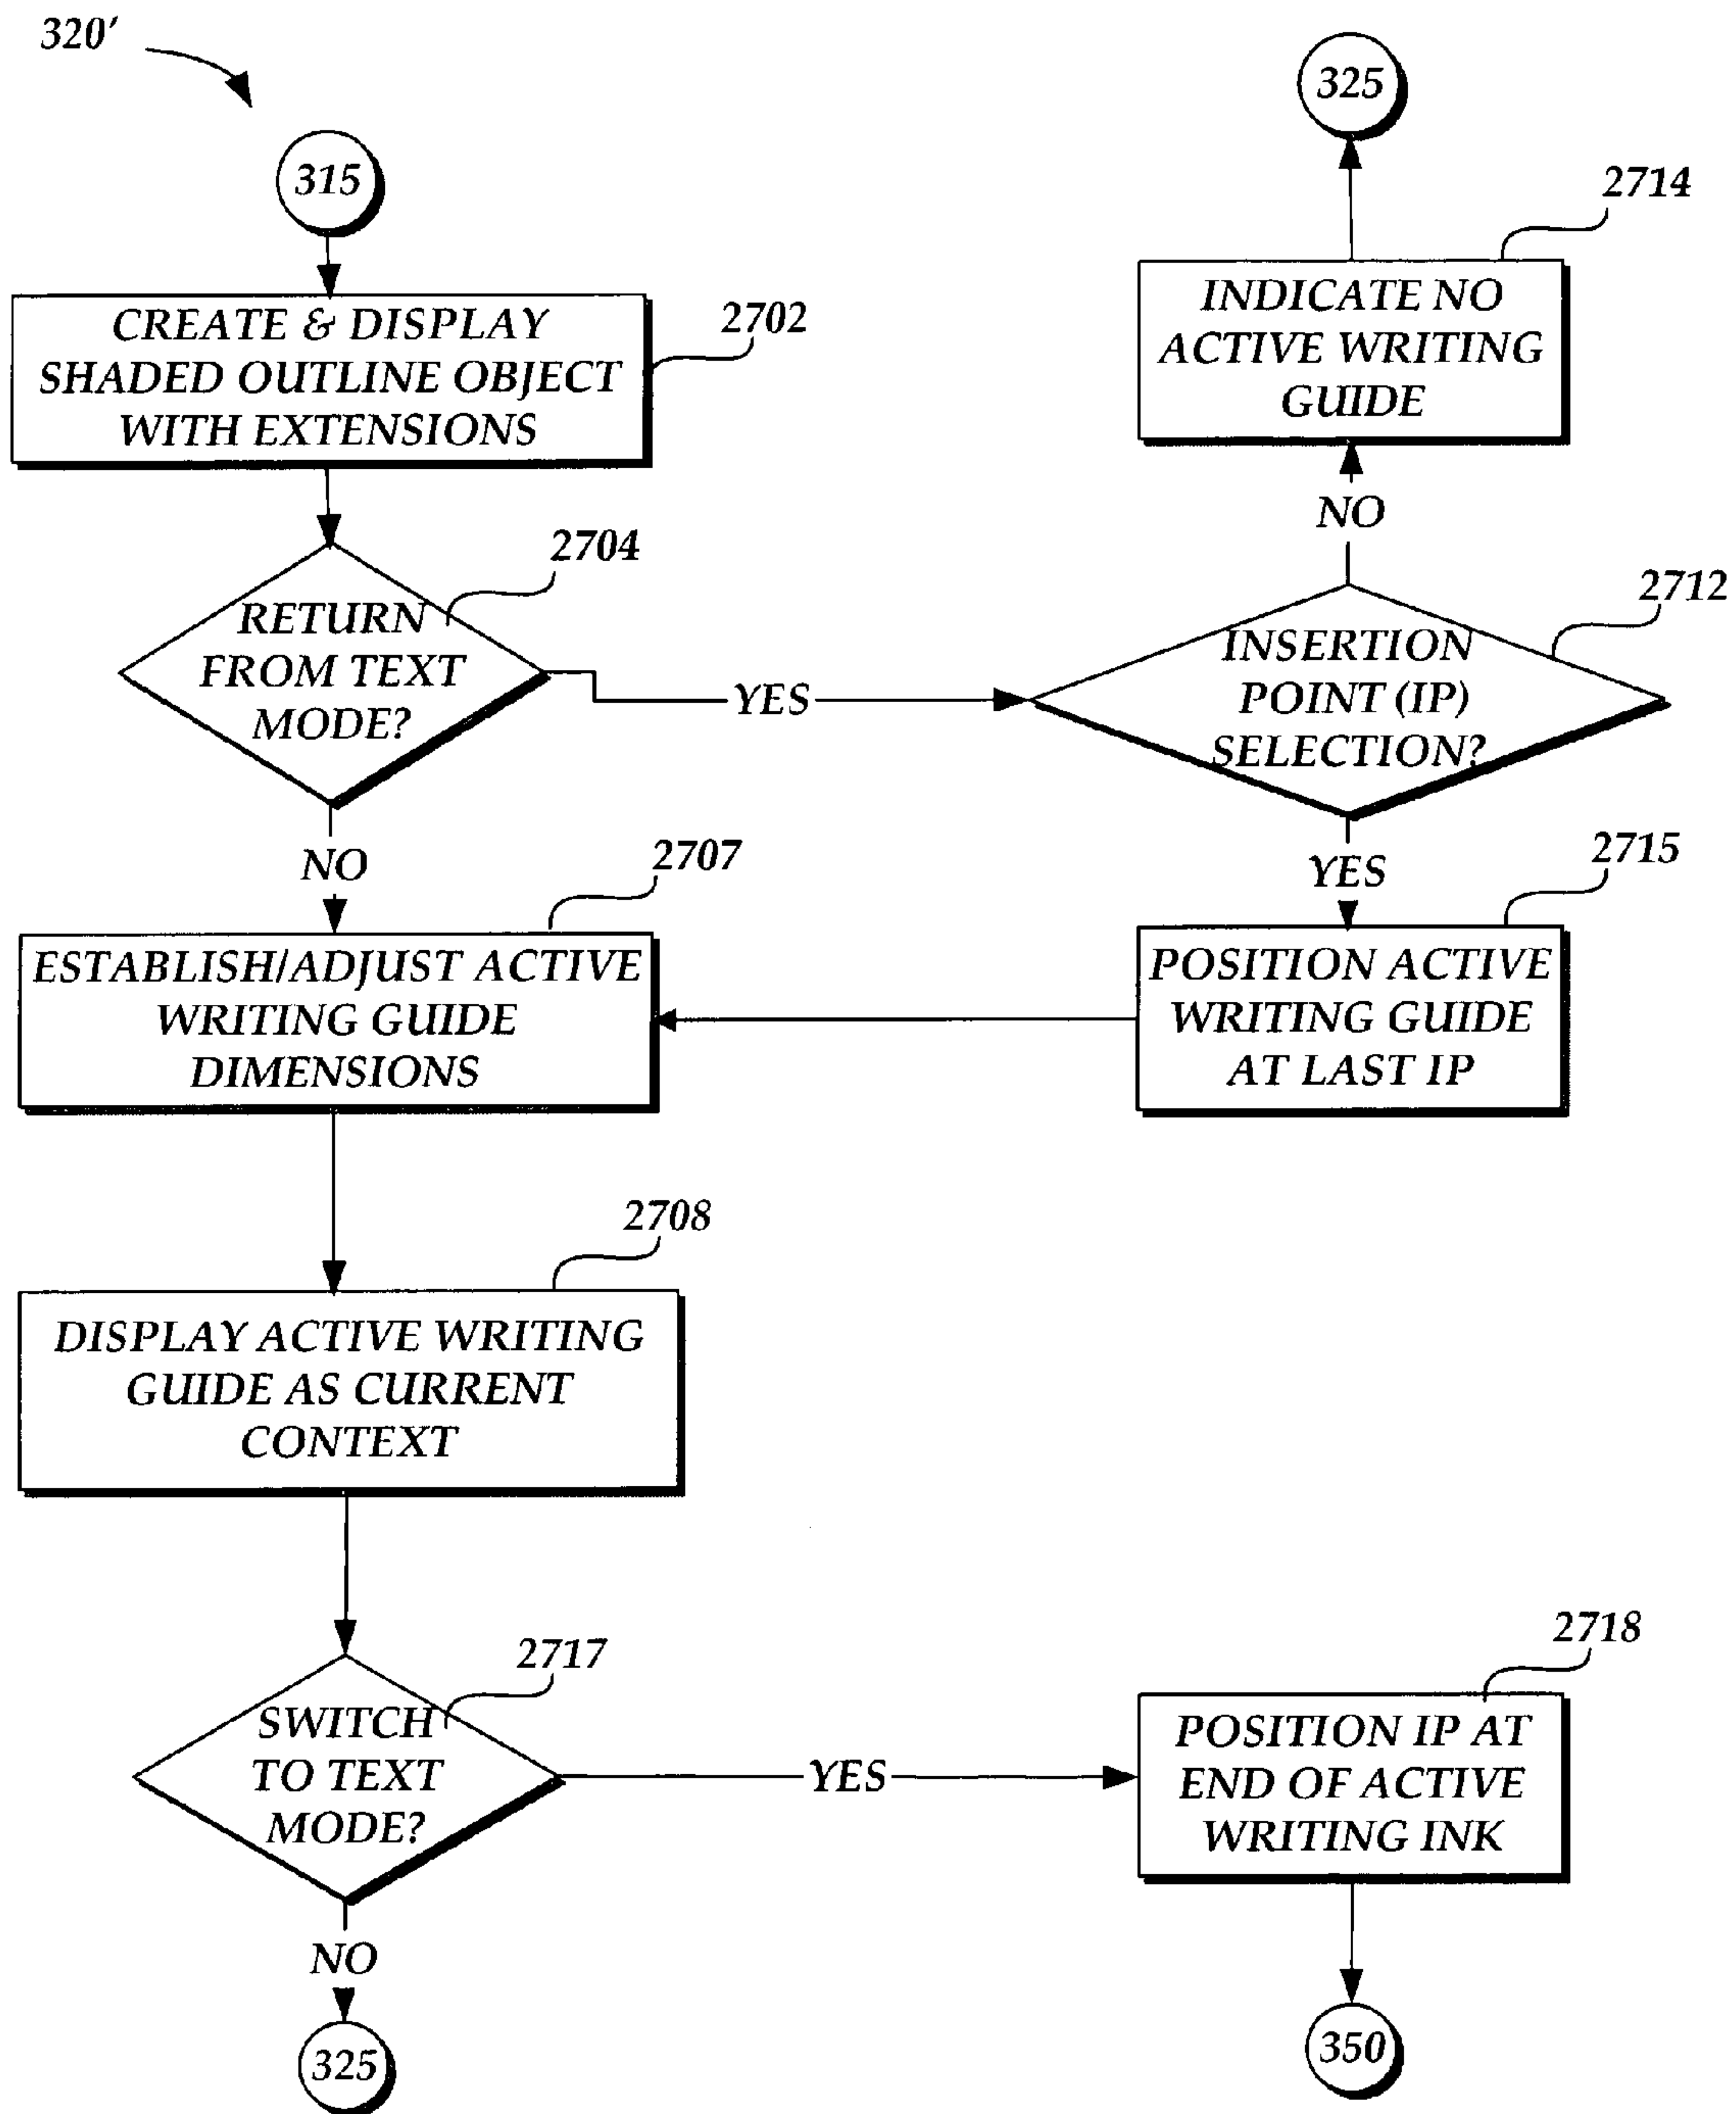 320'
315
CREATE & DISPLAY
SHADED OUTLINE OBJECT
WITH EXTENSIONS
2702
RETURN
FROM TEXT
MODE?
2704
YES
NO
325
INDICATE NO
ACTIVE WRITING
GUIDE
2714
NO
INSERTION
POINT (IP)
SELECTION?
2712
YES
POSITION ACTIVE
WRITING GUIDE
AT LAST IP
2715
ESTABLISH/ADJUST ACTIVE
WRITING GUIDE
DIMENSIONS
2707
DISPLAY ACTIVE WRITING
GUIDE AS CURRENT
CONTEXT
2708
SWITCH
TO TEXT
MODE?
2717
YES
POSITION IP AT
END OF ACTIVE
WRITING INK
2718
NO
325
350